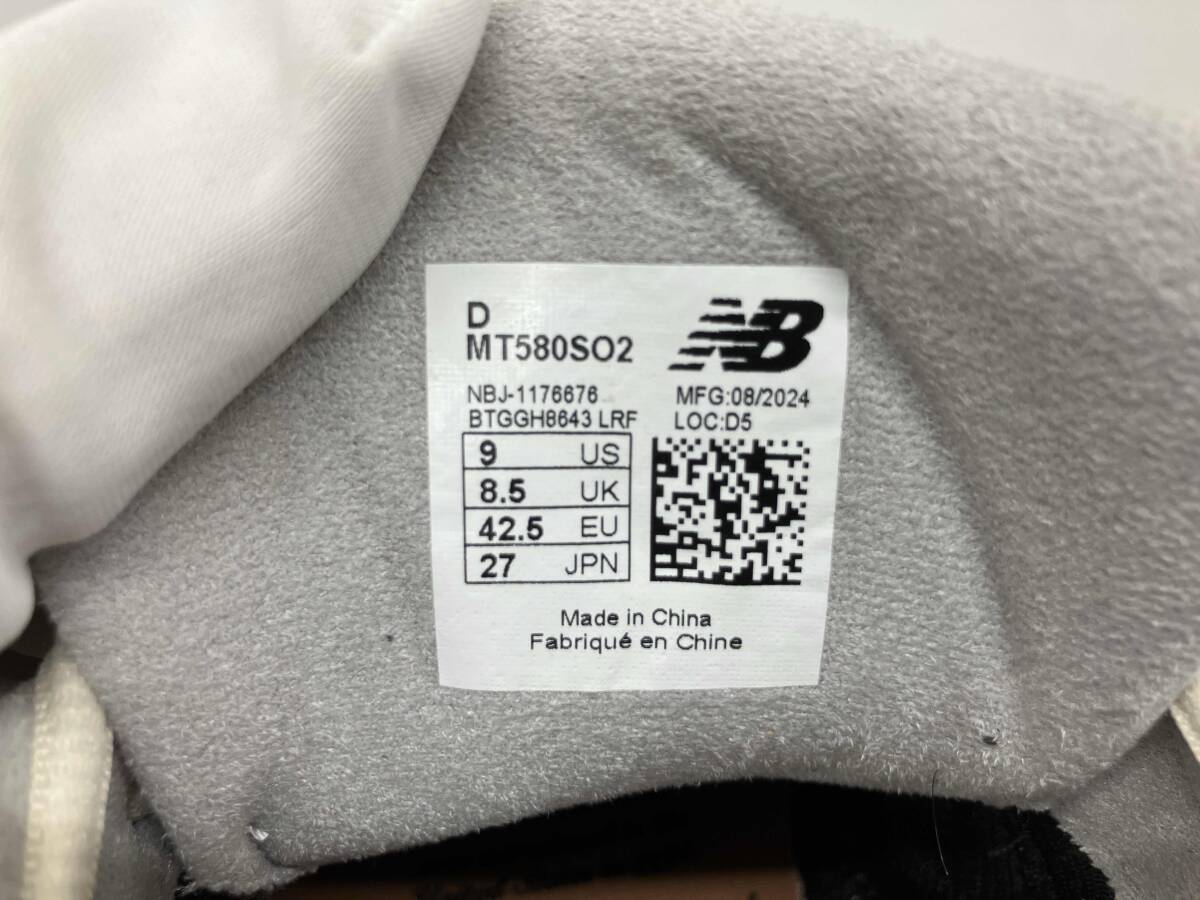 D
MT580SO2
NB
NBJ-1176676
MFG:08/2024
BTGGH8643 LRF
LOC:D5
9 US
8.5 UK
42.5 EU
27 JPN
Made in China
Fabriqué en Chine